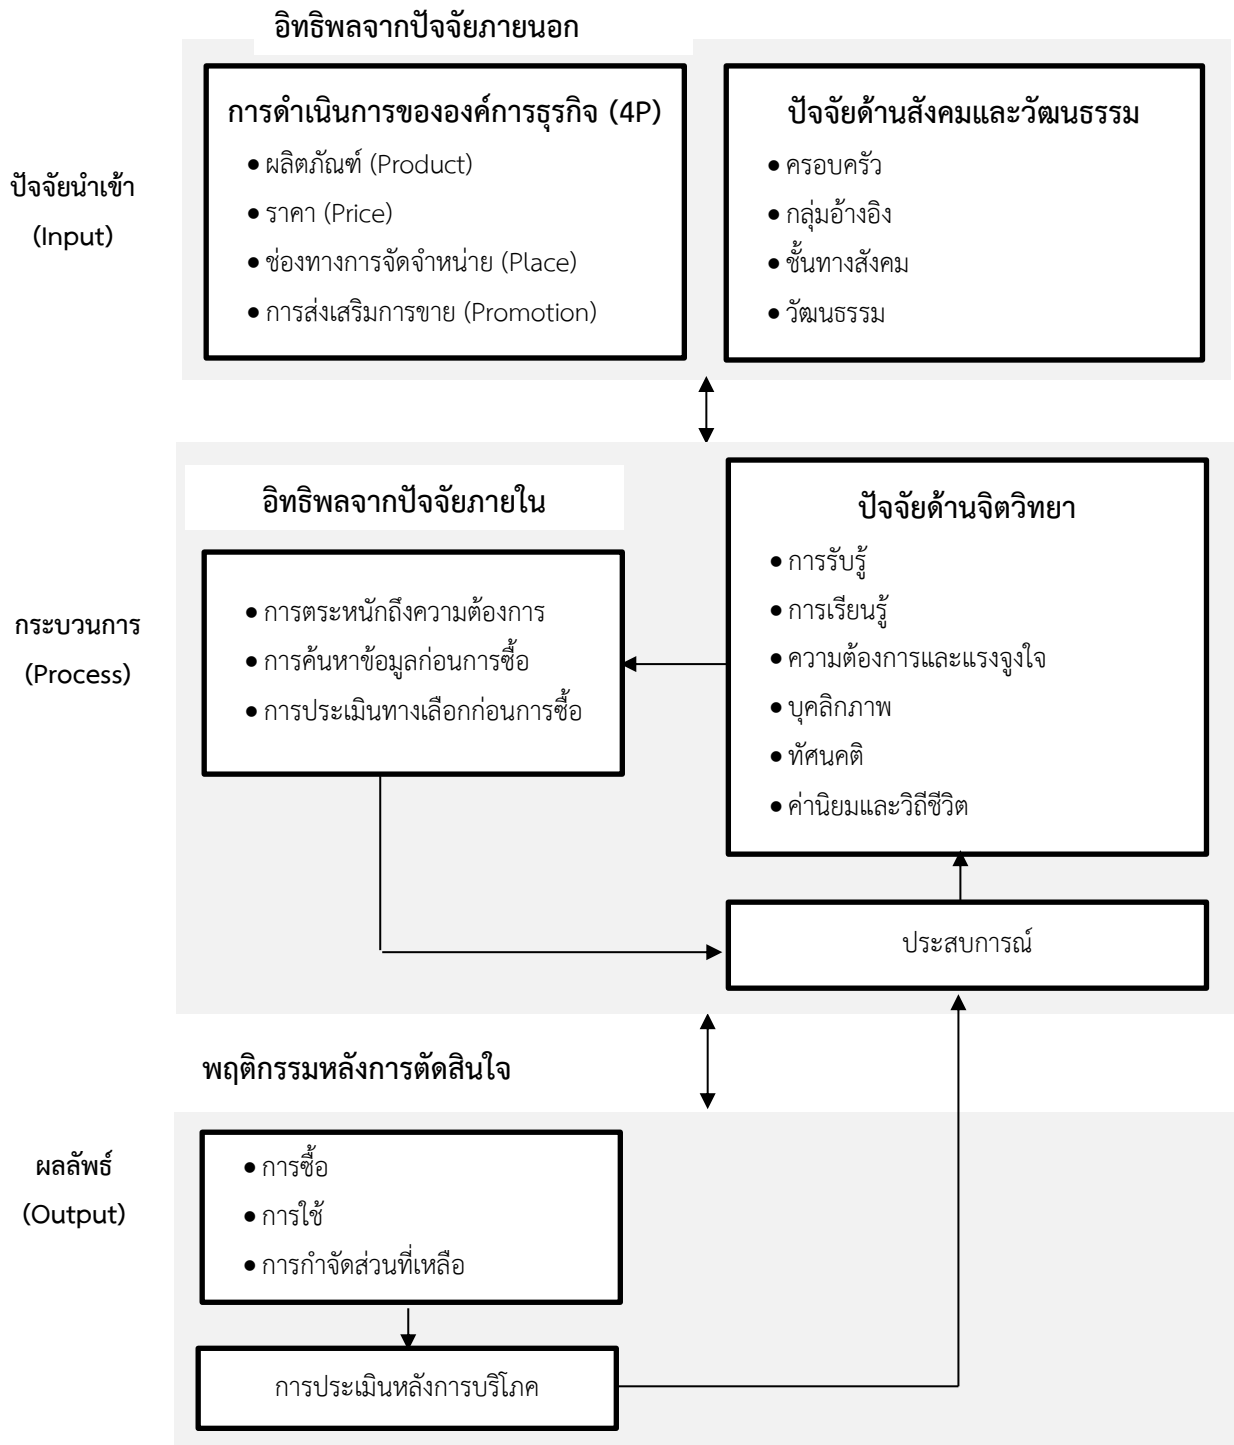 อิทธิพลจากปัจจัยภายนอก
การดำเนินการขององค์การธุรกิจ (4P)
• ผลิตภัณฑ์ (Product)
• ราคา (Price)
• ช่องทางการจัดจำหน่าย (Place)
• การส่งเสริมการขาย (Promotion)
ปัจจัยด้านสังคมและวัฒนธรรม
• ครอบครัว
• กลุ่มอ้างอิง
• ชั้นทางสังคม
• วัฒนธรรม
ปัจจัยนำเข้า
(Input)
อิทธิพลจากปัจจัยภายใน
• การตระหนักถึงความต้องการ
• การค้นหาข้อมูลก่อนการซื้อ
• การประเมินทางเลือกก่อนการซื้อ
ปัจจัยด้านจิตวิทยา
• การรับรู้
• การเรียนรู้
• ความต้องการและแรงจูงใจ
• บุคลิกภาพ
• ทัศนคติ
• ค่านิยมและวิถีชีวิต
กระบวนการ
(Process)
ประสบการณ์
พฤติกรรมหลังการตัดสินใจ
ผลลัพธ์
(Output)
• การซื้อ
• การใช้
• การกำจัดส่วนที่เหลือ
การประเมินหลังการบริโภค